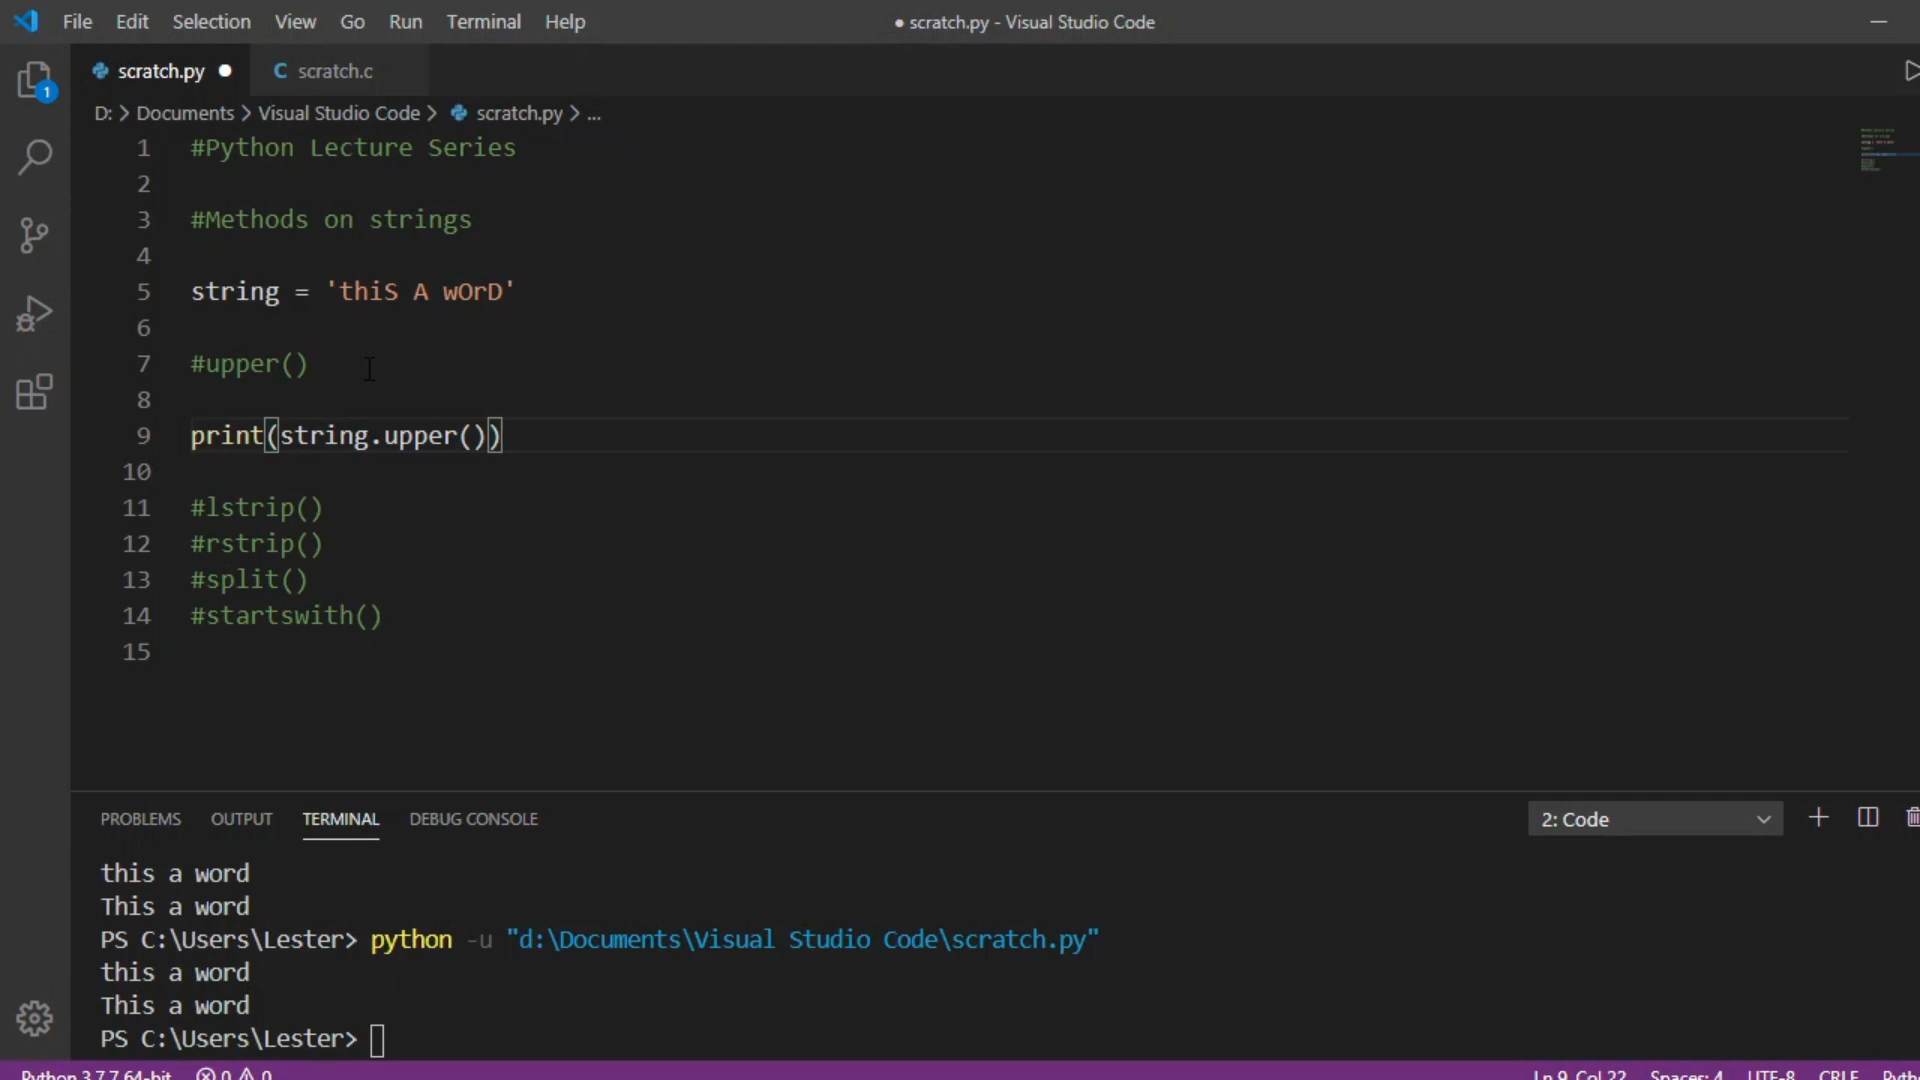 File Edit Selection View Go Run Terminal Help
● scratch.py - Visual Studio Code
scratch.py ●
C scratch.c
1
D: > Documents > Visual Studio Code > scratch.py > ...
1 #Python Lecture Series
2
3 #Methods on strings
4
5 string = 'thiS A wOrD'
6
7 #upper()
8
9 print(string.upper())
10
11 #lstrip()
12 #rstrip()
13 #split()
14 #startswith()
15
PROBLEMS OUTPUT TERMINAL DEBUG CONSOLE
2: Code
this a word
This a word
PS C:\Users\Lester> python -u "d:\Documents\Visual Studio Code\scratch.py"
this a word
This a word
PS C:\Users\Lester>
Python 3.7.7 64-bit 0 0
Ln 9, Col 22 Spaces: 4 UTF-8 CRLF